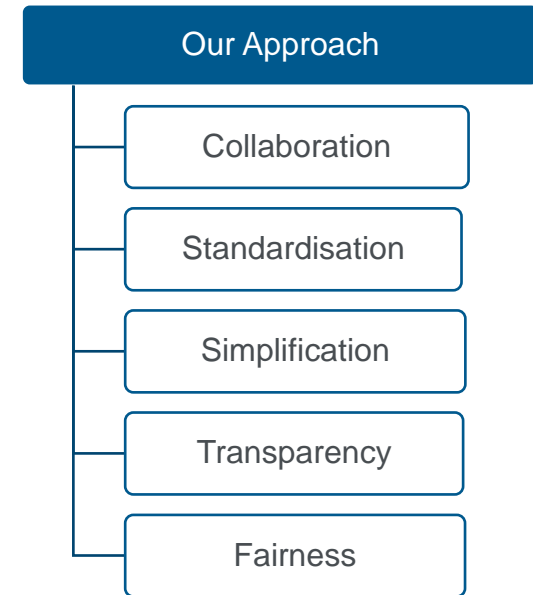 Our Approach
Collaboration
Standardisation
Simplification
Transparency
Fairness